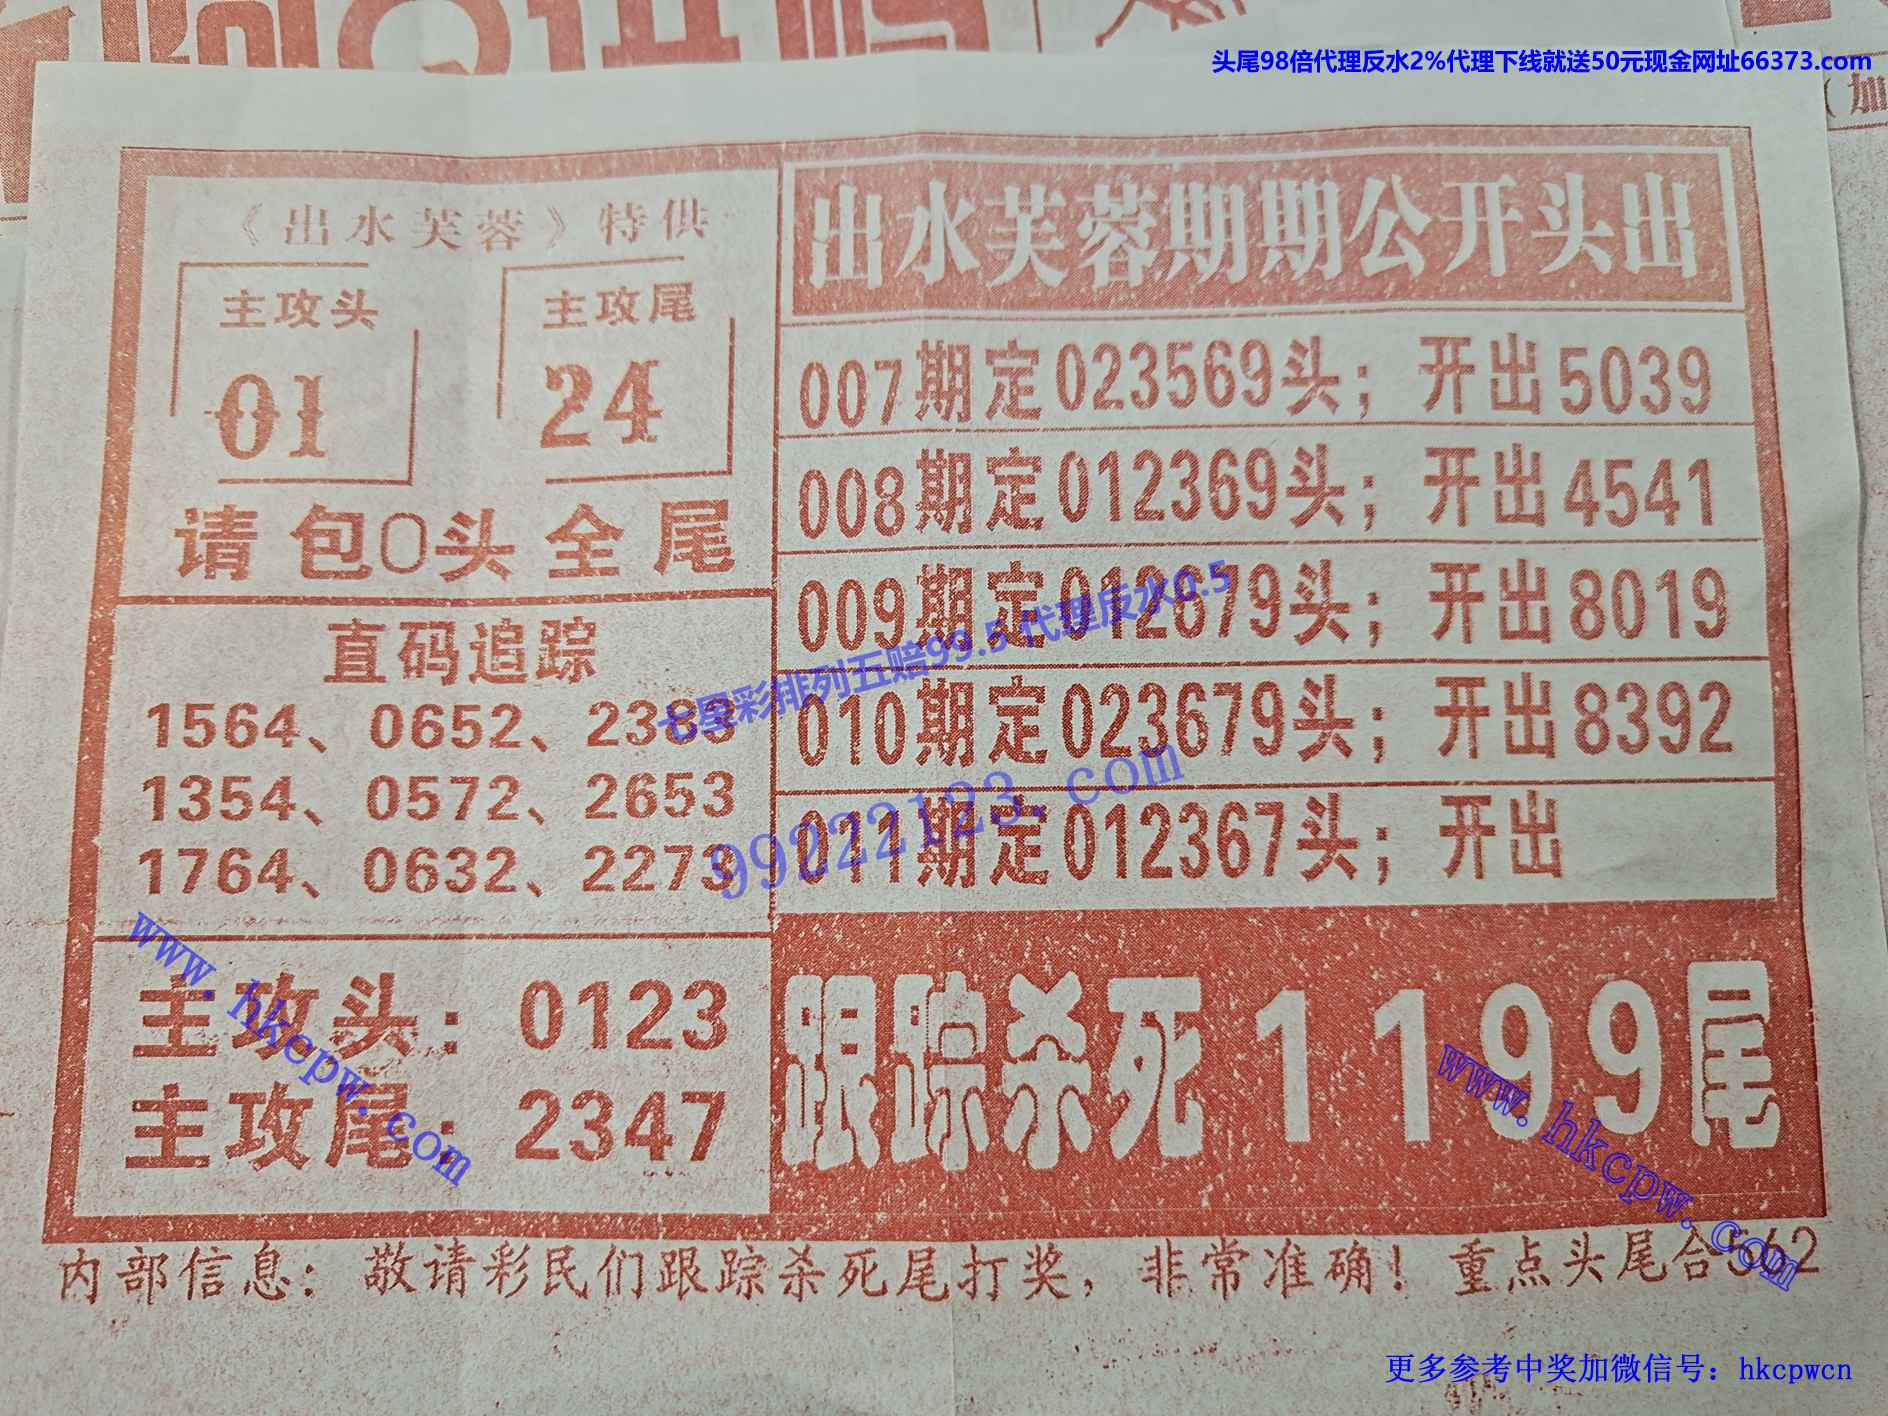 头尾98倍代理反水2%代理下线就送50元现金网址66373.com
（加
《出水芙蓉》特供
主攻头
01
主攻尾
24
请包0头全尾
直码追踪
1564、0652、2383
1354、0572、2653
1764、0632、2273
主攻头：0123
主攻尾：2347
出水芙蓉期期公开头出
007期定023569头；开出5039
008期定012369头；开出4541
009期定012679头；开出8019
010期定023679头；开出8392
011期定012367头；开出
跟踪杀死1199尾
内部信息：敬请彩民们跟踪杀死尾打奖，非常准确！重点头尾合562
七星彩排列五赔99.5 代理反水0.5
99222123.com
www.hkcpw.com
www.hkcpw.com
更多参考中奖加微信号：hkcpwcn